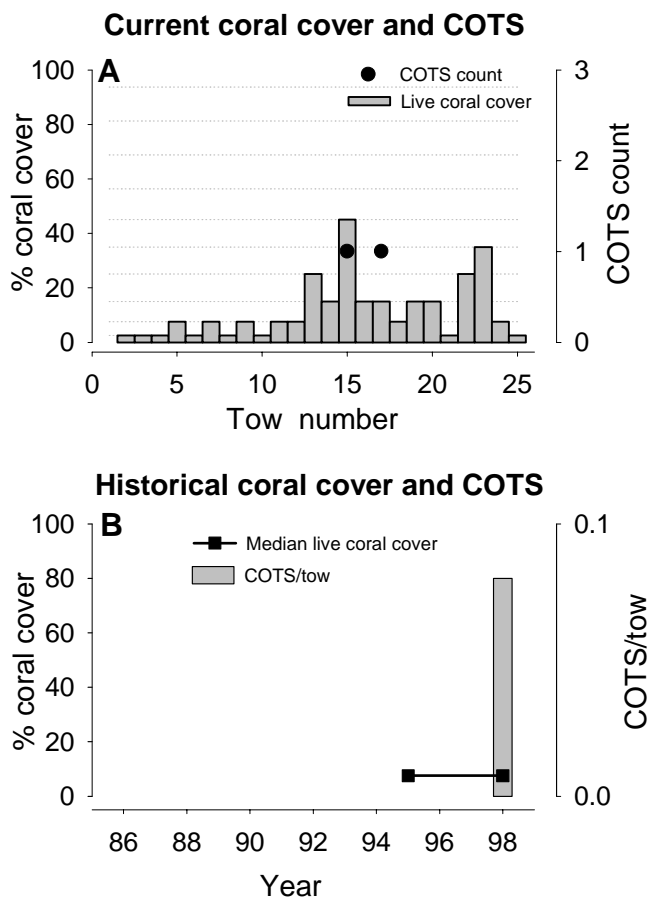 Current coral cover and COTS
A
COTS count
Live coral cover
100
80
60
40
20
0
% coral cover
3
2
1
0
COTS count
0 5 10 15 20 25
Tow number
Historical coral cover and COTS
B
Median live coral cover
COTS/tow
100
80
60
40
20
0
% coral cover
0.1
0.0
COTS/tow
86 88 90 92 94 96 98
Year